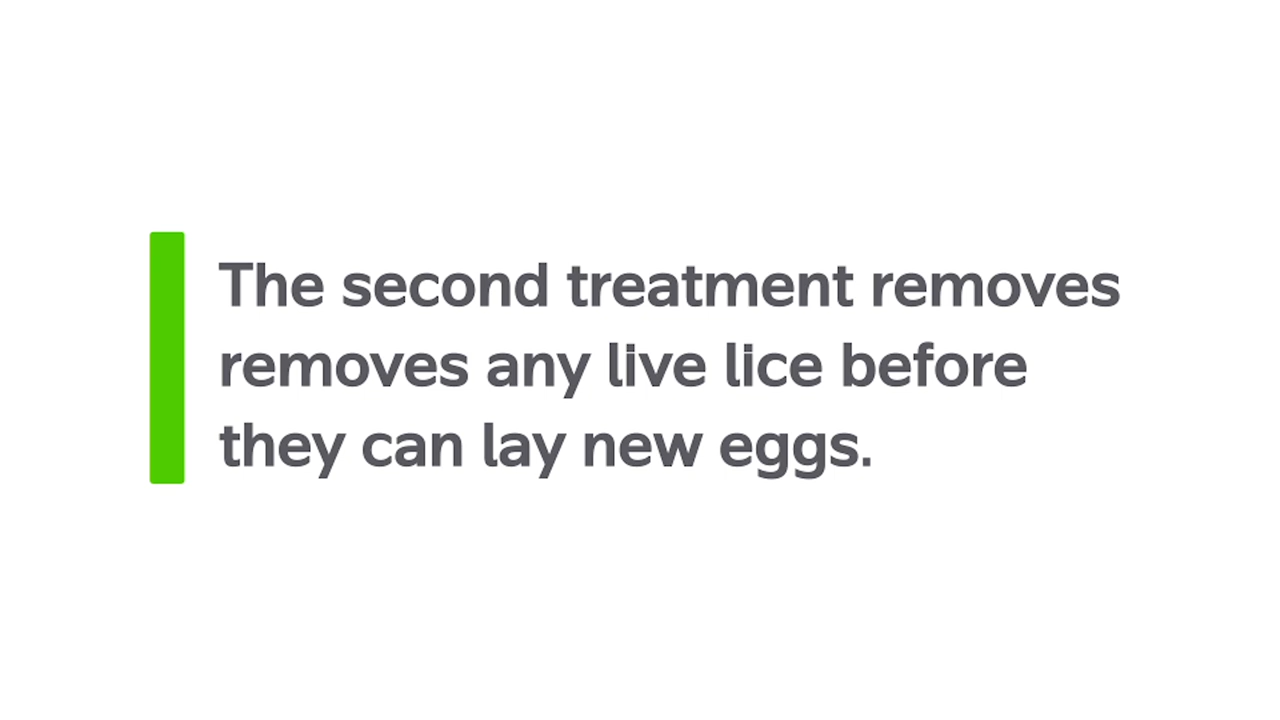 The second treatment removes
removes any live lice before
they can lay new eggs.